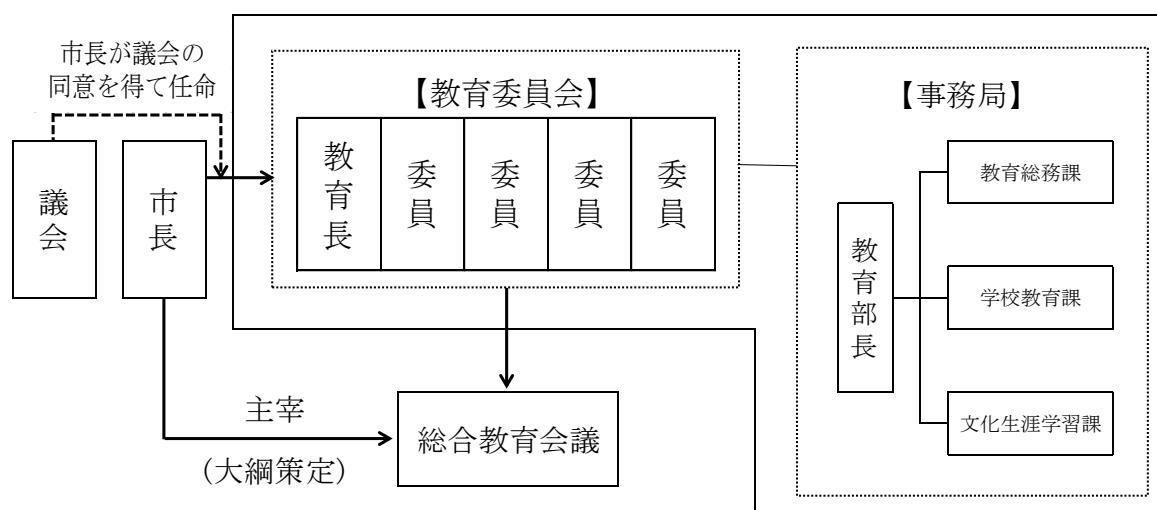 市長が議会の
同意を得て任命
議会
市長
【教育委員会】
教育長
委員
委員
委員
委員
【事務局】
教育部長
教育総務課
学校教育課
文化生涯学習課
主宰
(大綱策定)
総合教育会議